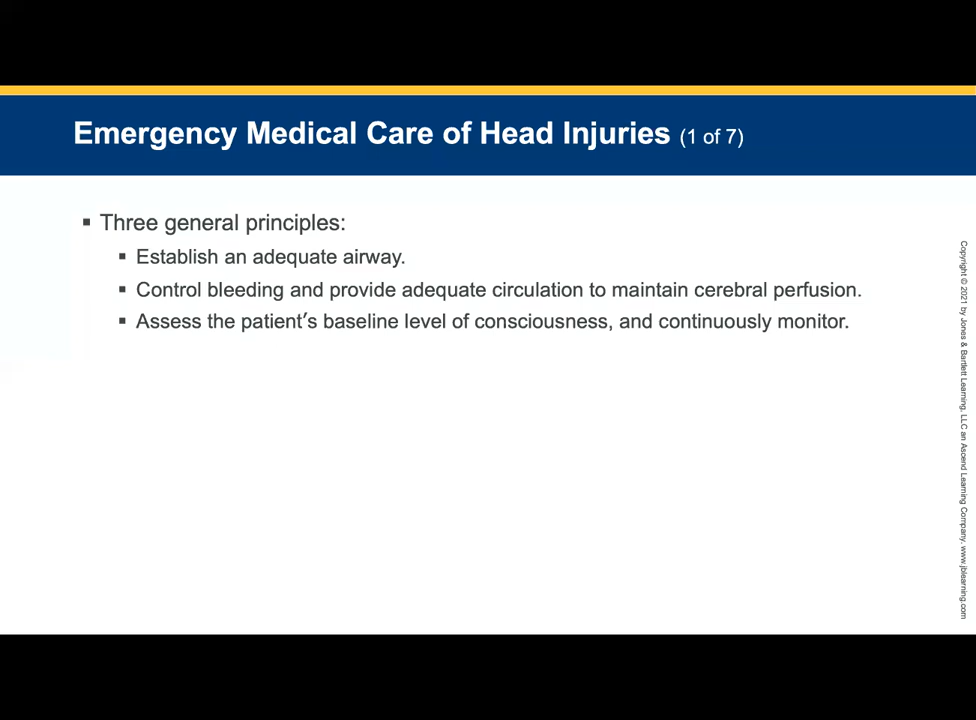 Emergency Medical Care of Head Injuries (1 of 7)
▪ Three general principles:
▪ Establish an adequate airway.
▪ Control bleeding and provide adequate circulation to maintain cerebral perfusion.
▪ Assess the patient’s baseline level of consciousness, and continuously monitor.
Copyright © 2021 by Jones & Bartlett Learning, LLC an Ascend Learning Company. www.jblearning.com